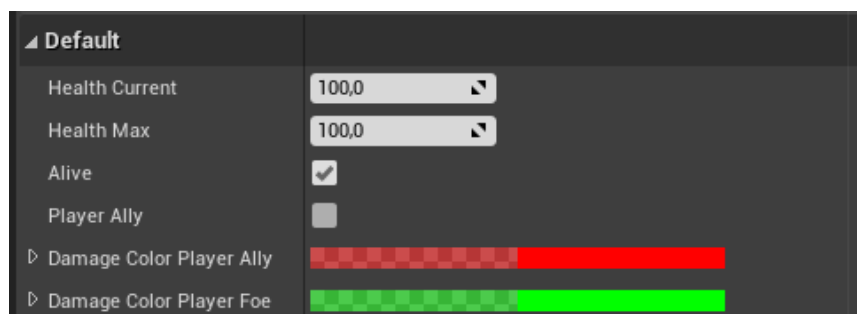 Default
Health Current 100,0
Health Max 100,0
Alive
Player Ally
Damage Color Player Ally
Damage Color Player Foe